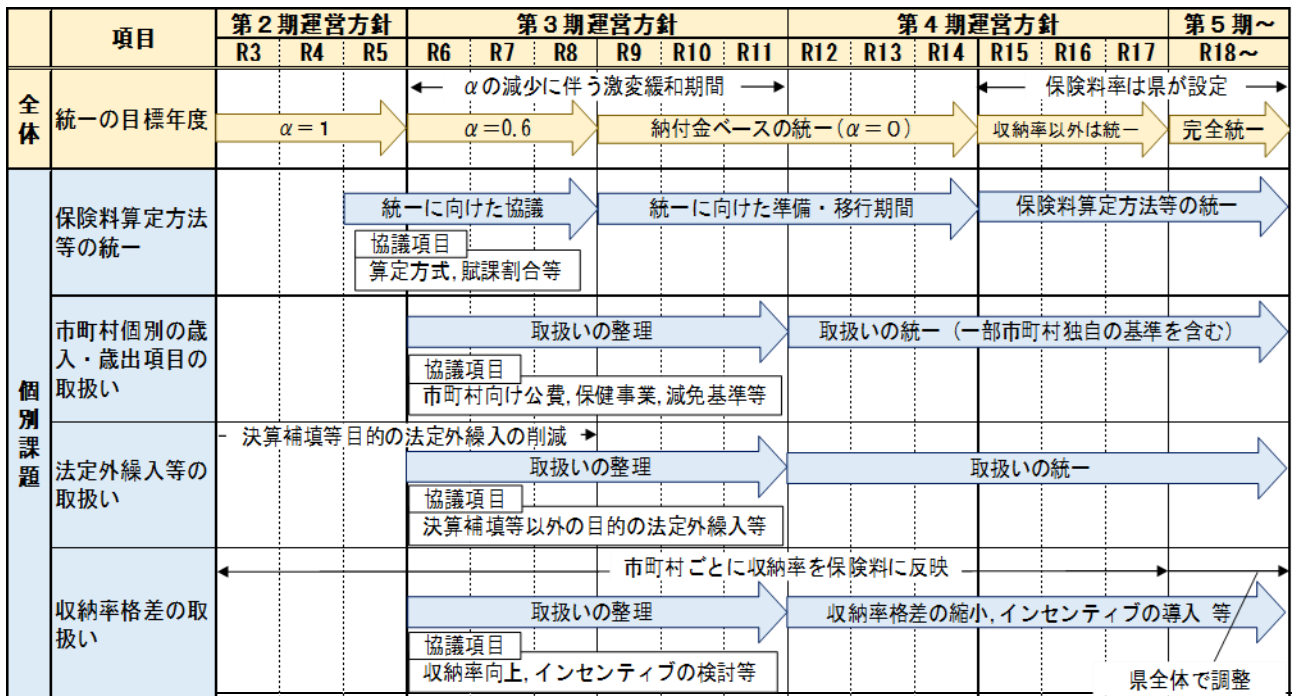 項目
第２期運営方針
第３期運営方針
第４期運営方針
第５期～
R3
R4
R5
R6
R7
R8
R9
R10
R11
R12
R13
R14
R15
R16
R17
R18～
全体
統一の目標年度
αの減少に伴う激変緩和期間
保険料率は県が設定
α＝1
α＝0.6
納付金ベースの統一(α＝０)
収納率以外は統一
完全統一
個別課題
保険料算定方法
等の統一
統一に向けた協議
統一に向けた準備・移行期間
保険料算定方法等の統一
協議項目
算定方式,賦課割合等
市町村個別の歳
入・歳出項目の
取扱い
取扱いの整理
取扱いの統一（一部市町村独自の基準を含む）
協議項目
市町村向け公費,保健事業,減免基準等
法定外繰入等の
取扱い
決算補填等目的の法定外繰入の削減
取扱いの整理
取扱いの統一
協議項目
決算補填等以外の目的の法定外繰入等
収納率格差の取
扱い
市町村ごとに収納率を保険料に反映
取扱いの整理
収納率格差の縮小,インセンティブの導入 等
協議項目
収納率向上,インセンティブの検討等
県全体で調整